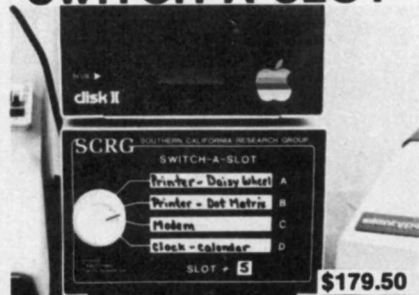 SWITCH-A-SLOT
disk II
SCRG SOUTHERN CALIFORNIA RESEARCH GROUP
SWITCH-A-SLOT
Printer - Daisy Wheel A
Printer - Dot Matrix B
Modem C
Clock - Calendar D
SLOT # 5
$179.50